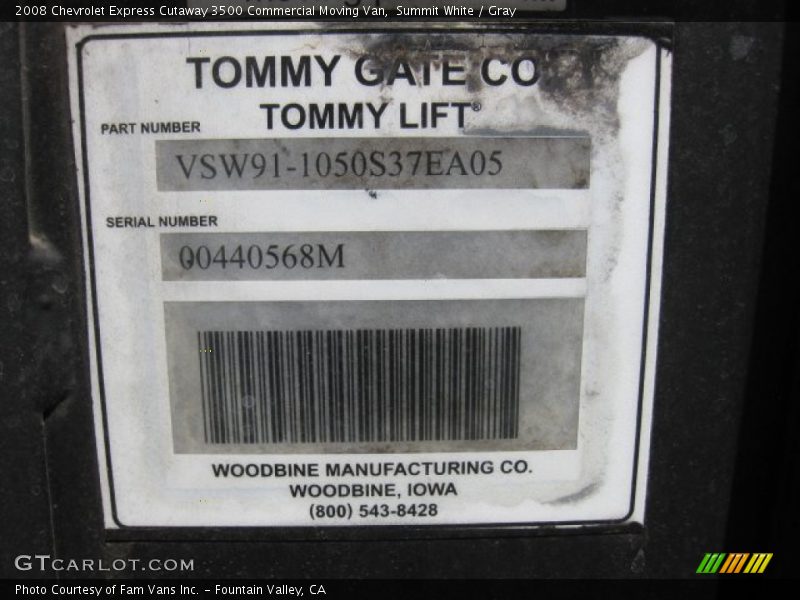 2008 Chevrolet Express Cutaway 3500 Commercial Moving Van, Summit White / Gray
TOMMY GATE CO
TOMMY LIFT®
PART NUMBER
VSW91-1050S37EA05
SERIAL NUMBER
00440568M
WOODBINE MANUFACTURING CO.
WOODBINE, IOWA
(800) 543-8428
GTCARLOT.COM
Photo Courtesy of Fam Vans Inc. – Fountain Valley, CA